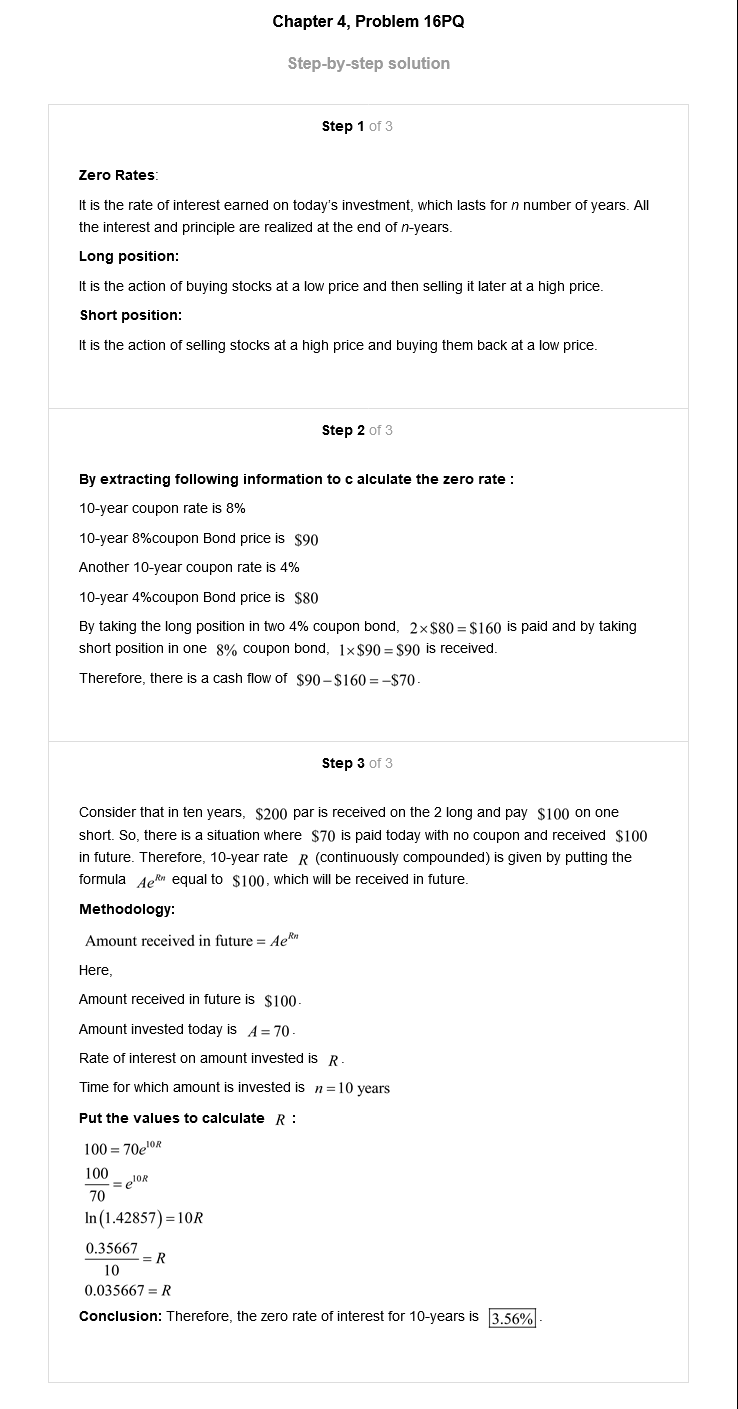 Chapter 4, Problem 16PQ
Step-by-step solution
Step 1 of 3
Zero Rates:
It is the rate of interest earned on today's investment, which lasts for n number of years. All
the interest and principle are realized at the end of n-years.
Long position:
It is the action of buying stocks at a low price and then selling it later at a high price.
Short position:
It is the action of selling stocks at a high price and buying them back at a low price.
Step 2 of 3
By extracting following information to c alculate the zero rate :
10-year coupon rate is 8%
10-year 8%coupon Bond price is $90
Another 10-year coupon rate is 4%
10-year 4%coupon Bond price is $80
By taking the long position in two 4% coupon bond, 2×$80 = $160 is paid and by taking
short position in one 8% coupon bond, 1×$90 = $90 is received.
Therefore, there is a cash flow of $90 – $160 = –$70.
Step 3 of 3
Consider that in ten years, $200 par is received on the 2 long and pay $100 on one
short. So, there is a situation where $70 is paid today with no coupon and received $100
in future. Therefore, 10-year rate R (continuously compounded) is given by putting the
formula Ae^{Rn} equal to $100, which will be received in future.
Methodology:
Amount received in future = Ae^{Rn}
Here,
Amount received in future is $100.
Amount invested today is A = 70.
Rate of interest on amount invested is R.
Time for which amount is invested is n = 10 years
Put the values to calculate R :
100 = 70e^{10R}
100/70 = e^{10R}
ln(1.42857) = 10R
0.35667/10 = R
0.035667 = R
Conclusion: Therefore, the zero rate of interest for 10-years is 3.56%.